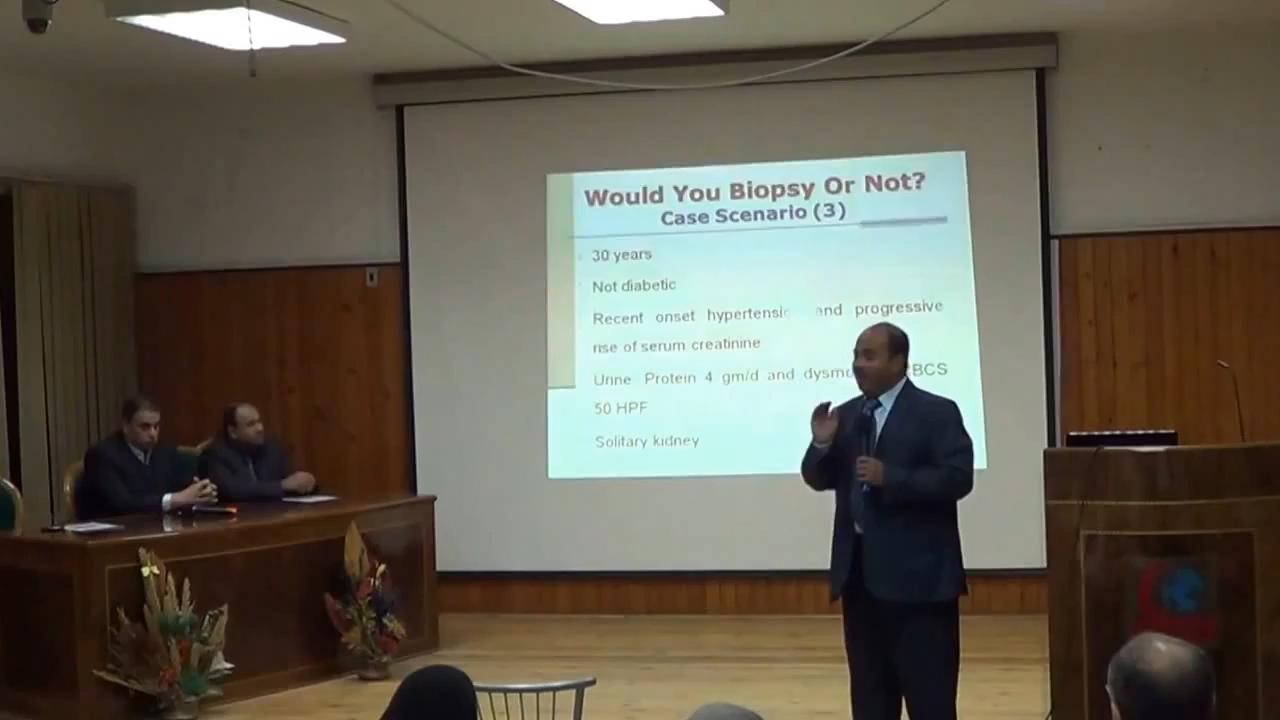 Would You Biopsy Or Not?
Case Scenario (3)
30 years
Not diabetic
Recent onset hypertensi and progressive
rise of serum creatinine
Urine Protein 4 gm/d and dysmo RBCS
50 HPF
Solitary kidney